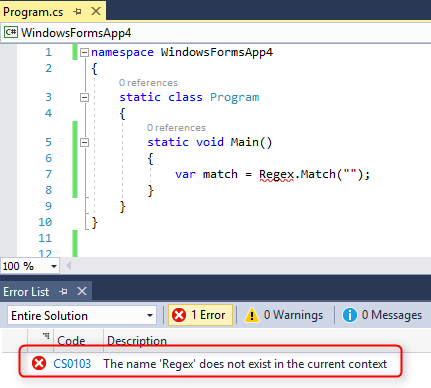 Program.cs
C# WindowsFormsApp4
1 namespace WindowsFormsApp4
2 {
0 references
3 static class Program
4 {
0 references
5 static void Main()
6 {
7 var match = Regex.Match("");
8 }
9 }
10 }
11
12
100 %
Error List
Entire Solution 1 Error 0 Warnings 0 Messages
Code Description
CS0103 The name 'Regex' does not exist in the current context